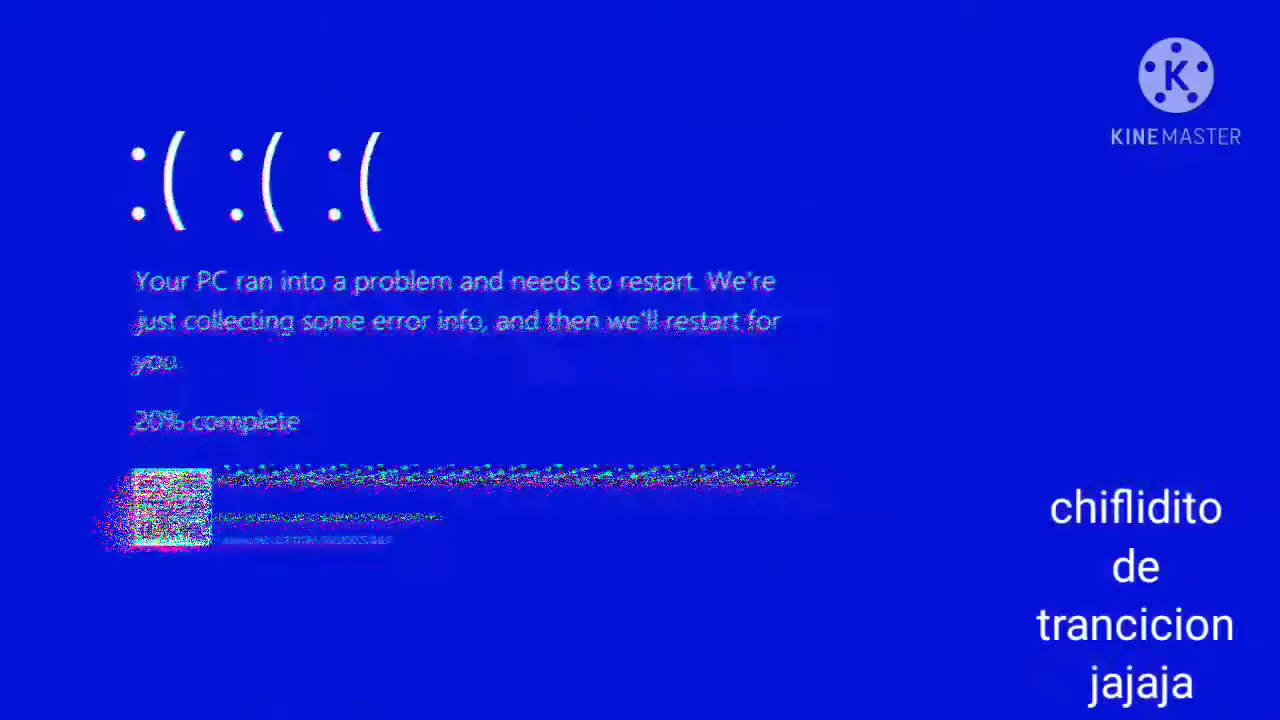 KINEMASTER
:( :( :(
Your PC ran into a problem and needs to restart. We're
just collecting some error info, and then we'll restart for
you.
20% complete
chiflidito
de
trancicion
jajaja